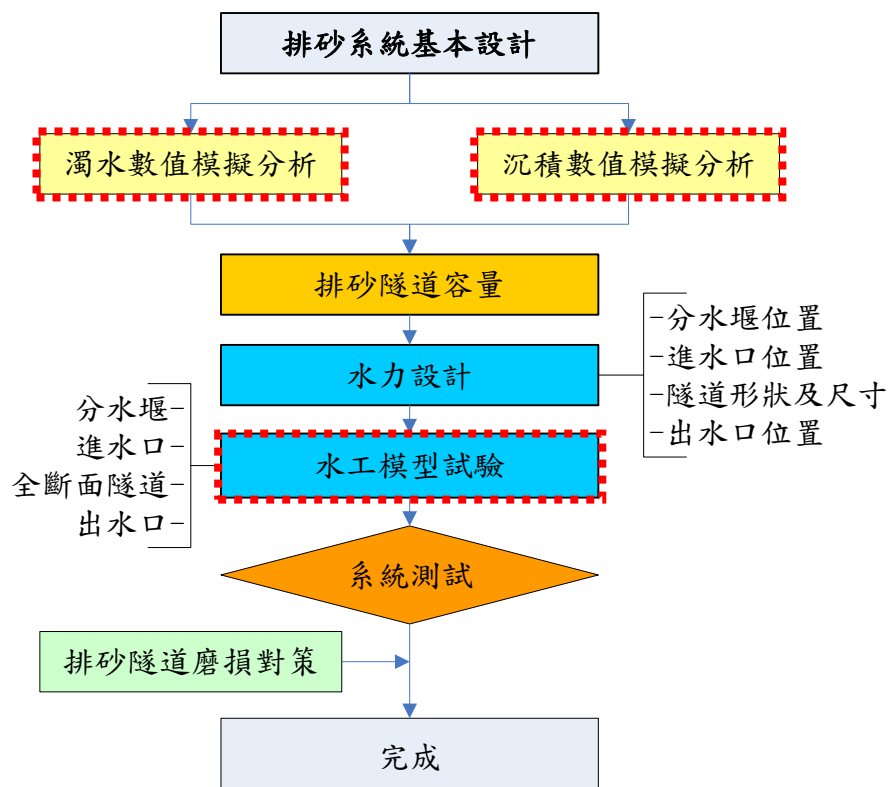 排砂系統基本設計
濁水數值模擬分析
沉積數值模擬分析
排砂隧道容量
水力設計
-分水堰位置
-進水口位置
-隧道形狀及尺寸
-出水口位置
分水堰-
進水口-
全斷面隧道-
出水口-
水工模型試驗
系統測試
排砂隧道磨損對策
完成